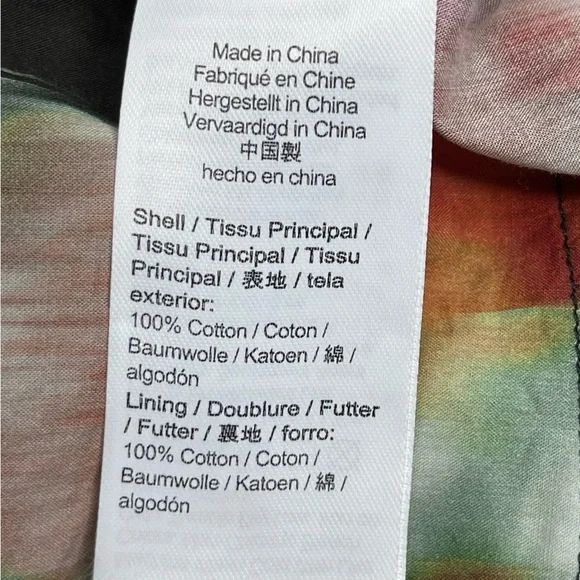 Made in China
Fabriqué en Chine
Hergestellt in China
Vervaardigd in China
中国製
hecho en china
Shell / Tissu Principal /
Tissu Principal / Tissu
Principal / 表地 / tela
exterior:
100% Cotton / Coton /
Baumwolle / Katoen / 綿 /
algodón
Lining / Doublure / Futter
/ Futter / 裏地 / forro:
100% Cotton / Coton /
Baumwolle / Katoen / 綿 /
algodón